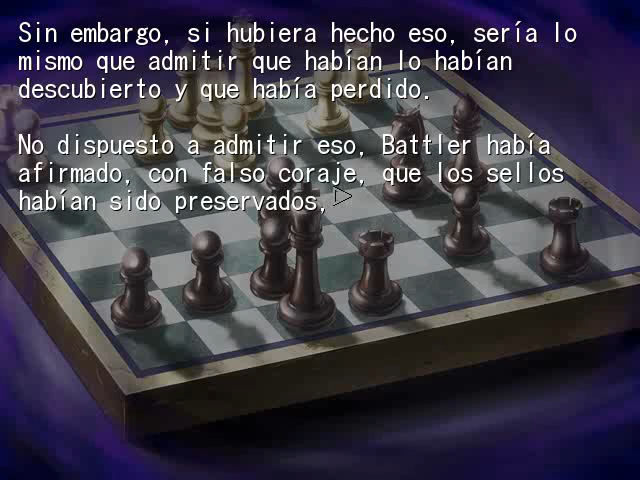 Sin embargo, si hubiera hecho eso, sería lo
mismo que admitir que habían lo habían
descubierto y que había perdido.
No dispuesto a admitir eso, Battler había
afirmado, con falso coraje, que los sellos
habían sido preservados,